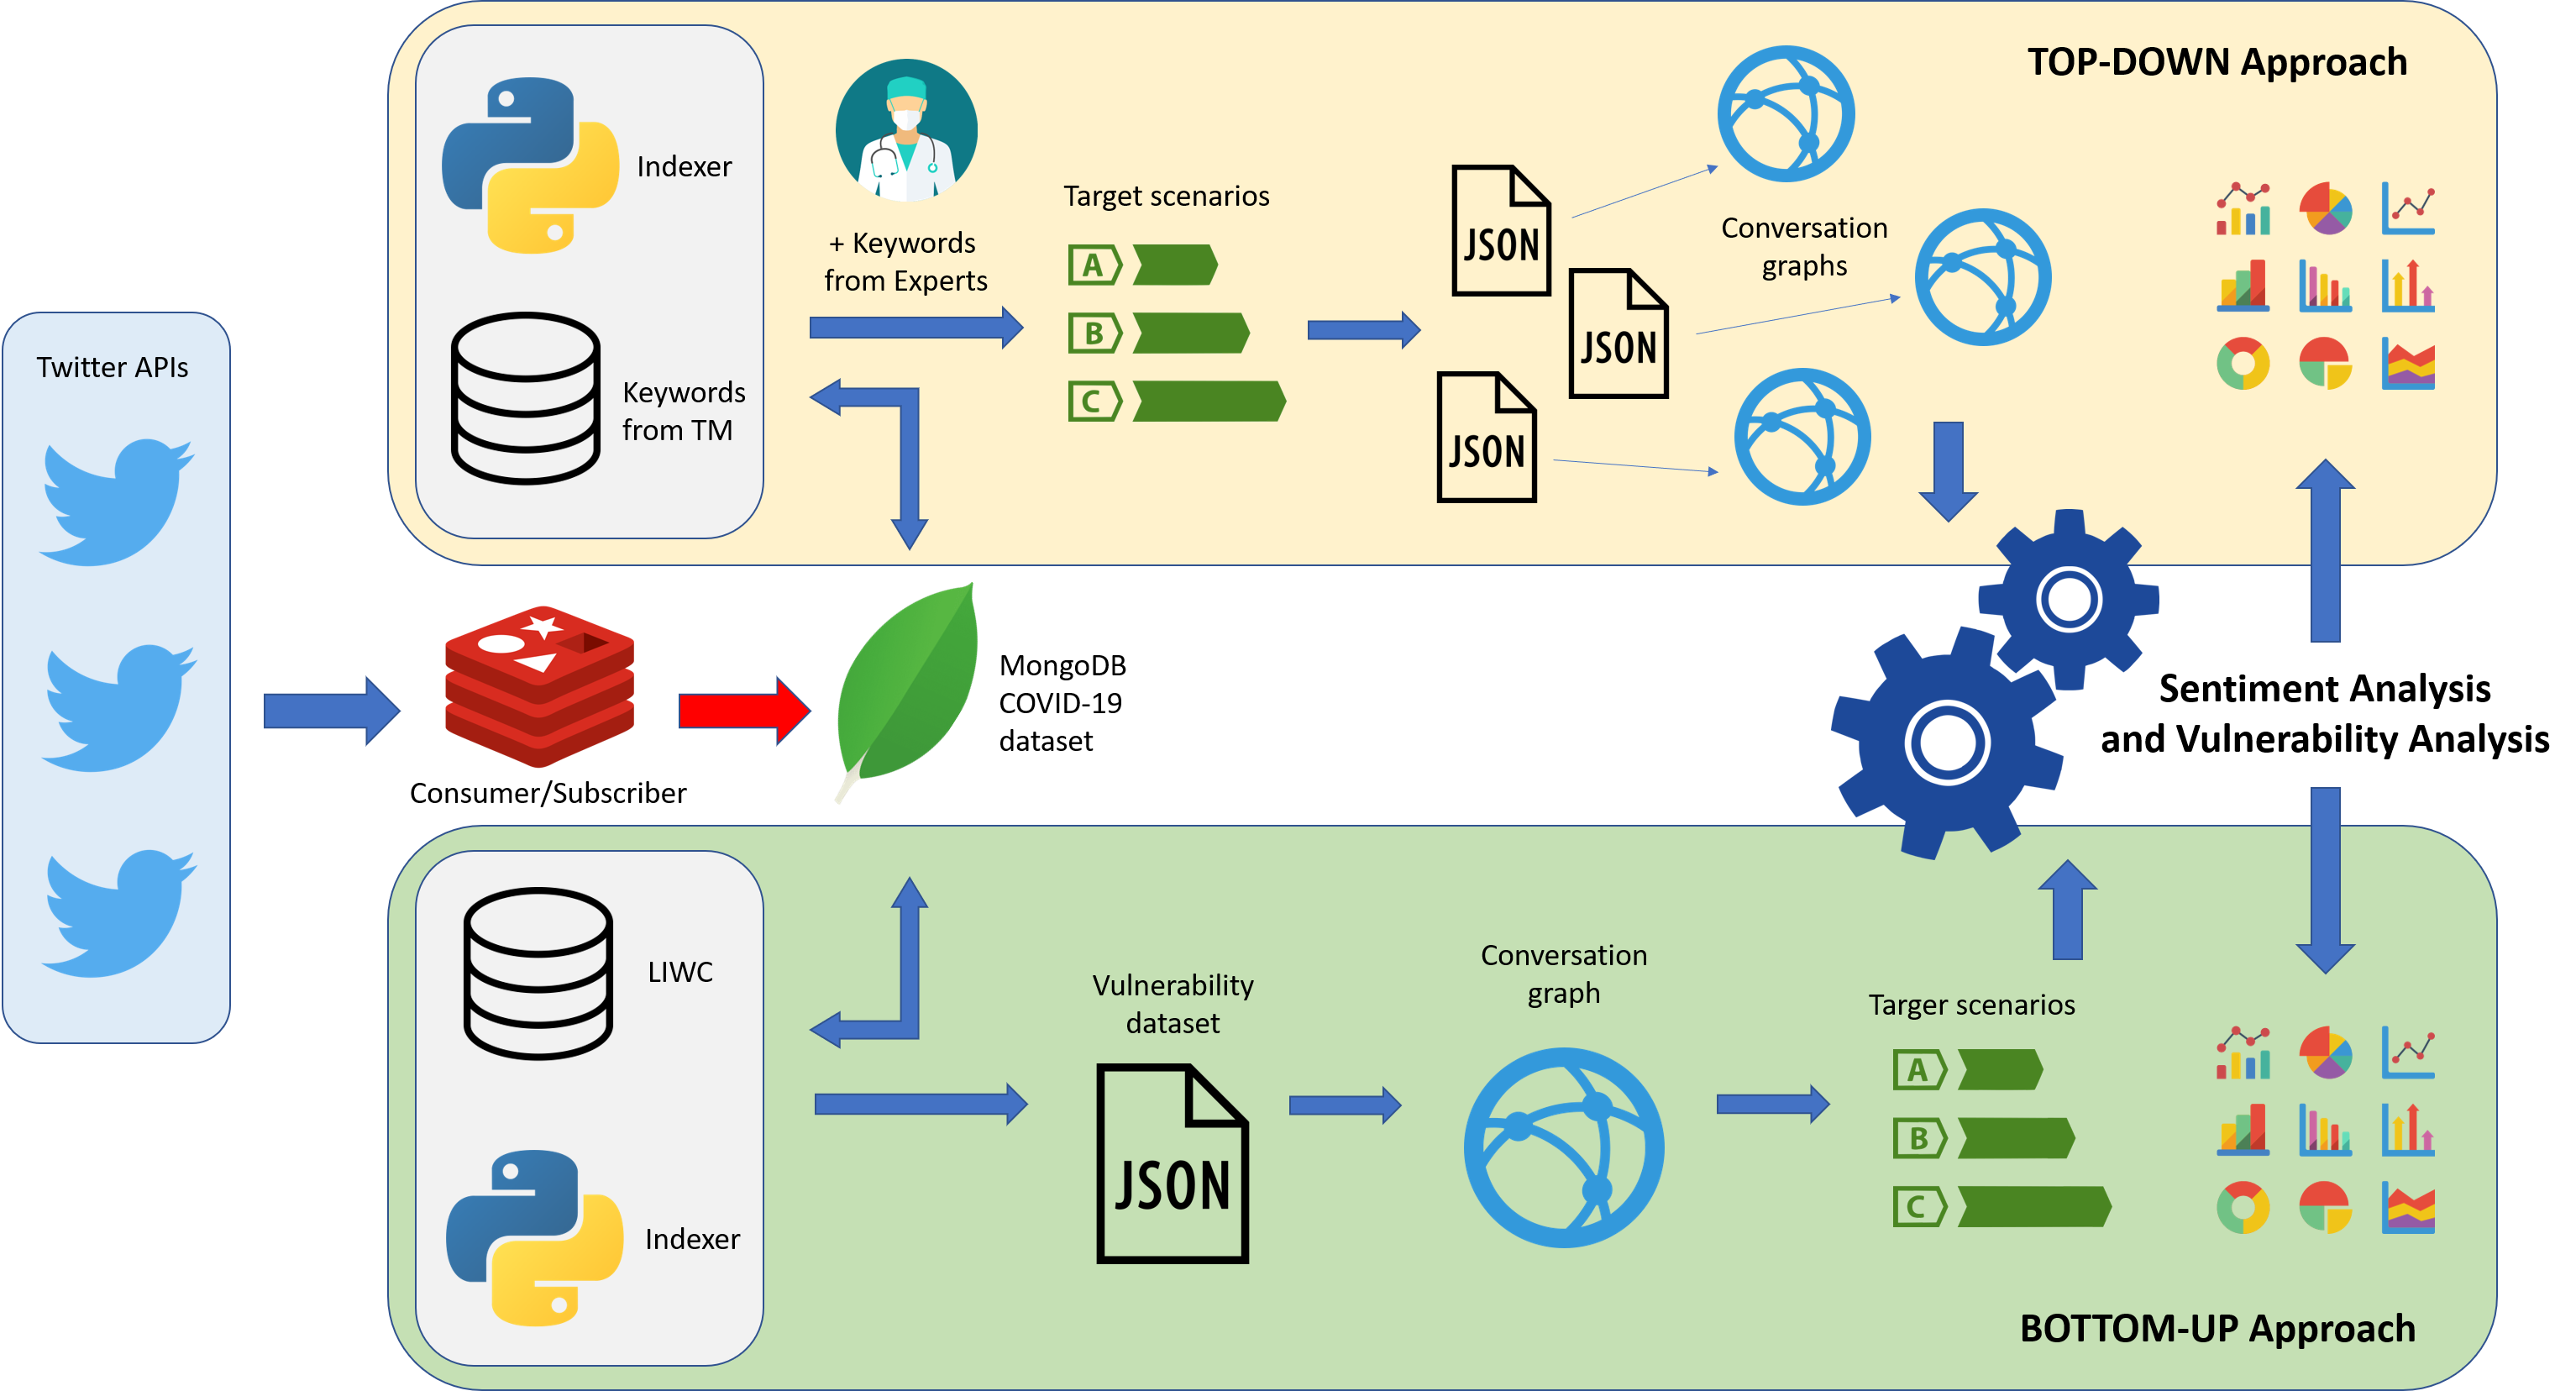 TOP-DOWN Approach
Indexer
Keywords
from TM
+ Keywords
from Experts
Target scenarios
A
B
C
JSON
JSON
JSON
Conversation
graphs
Twitter APIs
Consumer/Subscriber
MongoDB
COVID-19
dataset
Sentiment Analysis
and Vulnerability Analysis
LIWC
Indexer
Vulnerability
dataset
JSON
Conversation
graph
Targer scenarios
A
B
C
BOTTOM-UP Approach